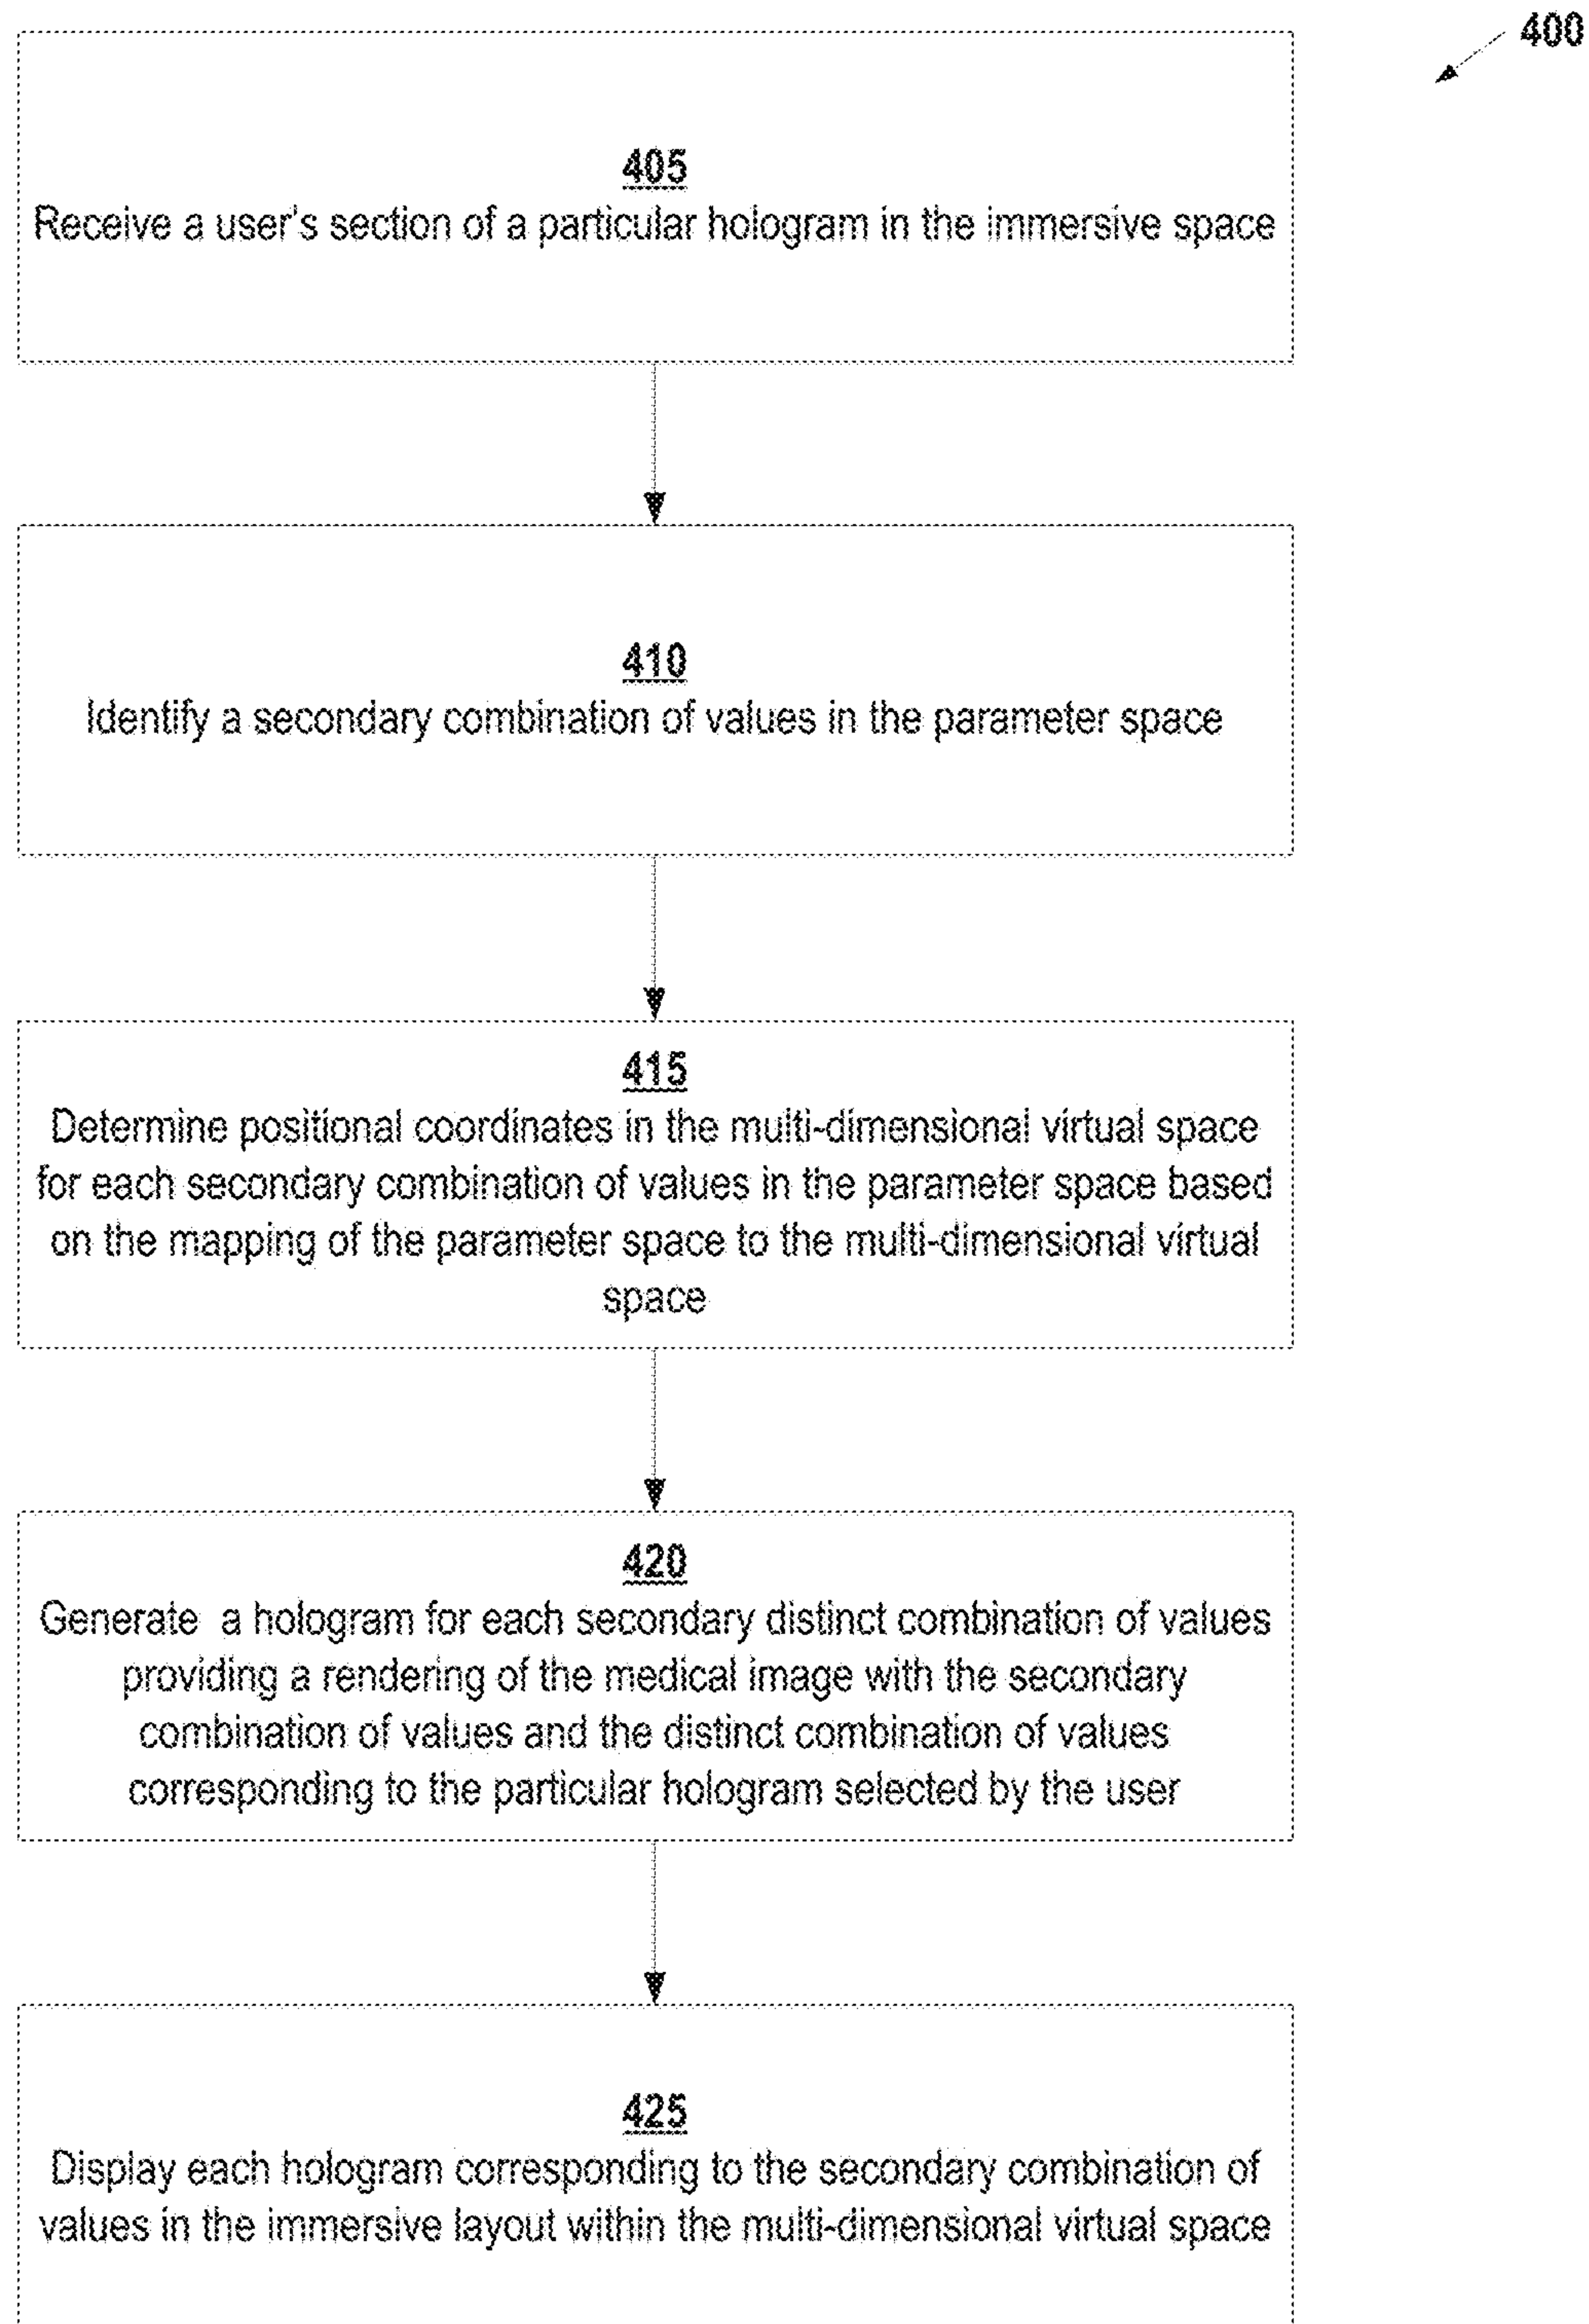 400
405
Receive a user's section of a particular hologram in the immersive space
410
Identify a secondary combination of values in the parameter space
415
Determine positional coordinates in the multi-dimensional virtual space
for each secondary combination of values in the parameter space based
on the mapping of the parameter space to the multi-dimensional virtual
space
420
Generate  a hologram for each secondary distinct combination of values
providing a rendering of the medical image with the secondary
combination of values and the distinct combination of values
corresponding to the particular hologram selected by the user
425
Display each hologram corresponding to the secondary combination of
values in the immersive layout within the multi-dimensional virtual space